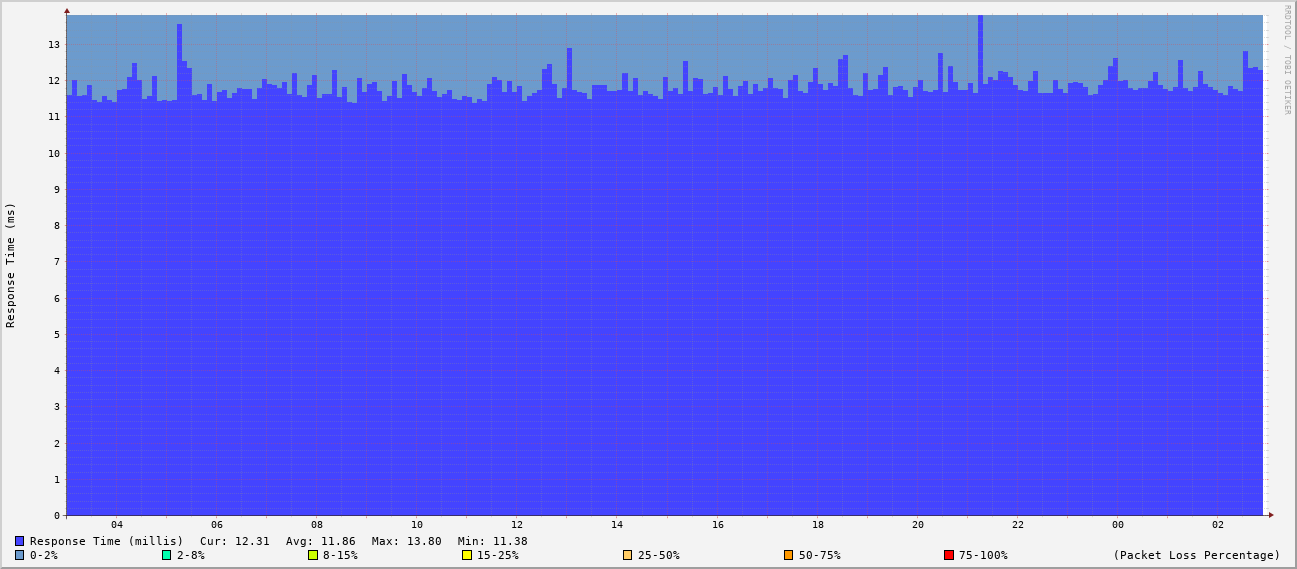 RRDTOOL / TOBI OETIKER
Response Time (ms)
13
12
11
10
9
8
7
6
5
4
3
2
1
0
04 06 08 10 12 14 16 18 20 22 00 02
Response Time (millis) Cur: 12.31 Avg: 11.86 Max: 13.80 Min: 11.38
0-2% 2-8% 8-15% 15-25% 25-50% 50-75% 75-100% (Packet Loss Percentage)